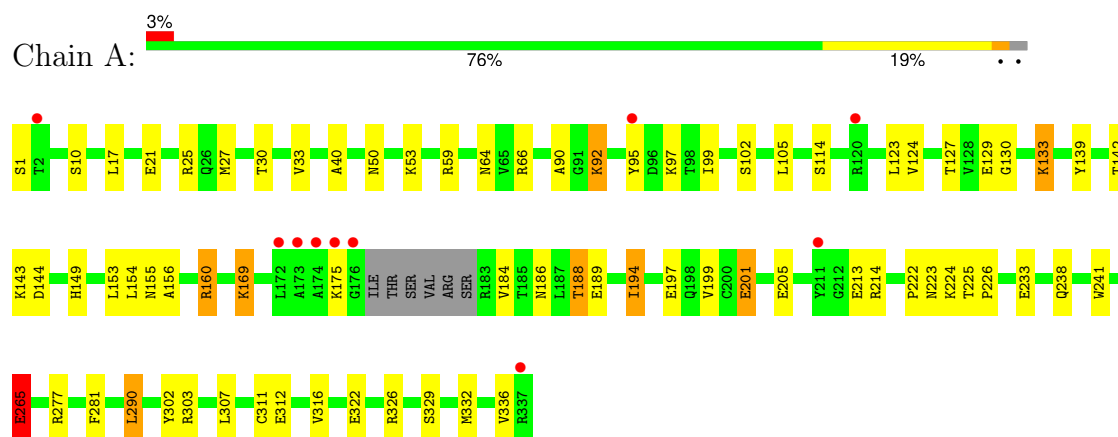 3%
Chain A:
76% 19% • •
S1 T2 S10 L17 E21 R25 Q26 M27 T30 V33 A40 N50 K53 R59 N64 V65 R66 A90 G91 K92 Y95 D96 K97 T98 I99 S102 L105 S114 R120 L123 V124 T127 V128 E129 G130 K133 Y139 T142
K143 D144 H149 L153 L154 N155 A156 R160 K169 L172 A173 A174 K175 G176 ILE THR SER VAL ARG SER R183 V184 T185 N186 L187 T188 E189 I194 E197 Q198 V199 C200 E201 E205 Y211 G212 E213 R214 P222 N223 K224 T225 P226 E233 Q238 W241
E265 R277 F281 L290 Y302 R303 L307 C311 E312 V316 E322 R326 S329 M332 V336 R337